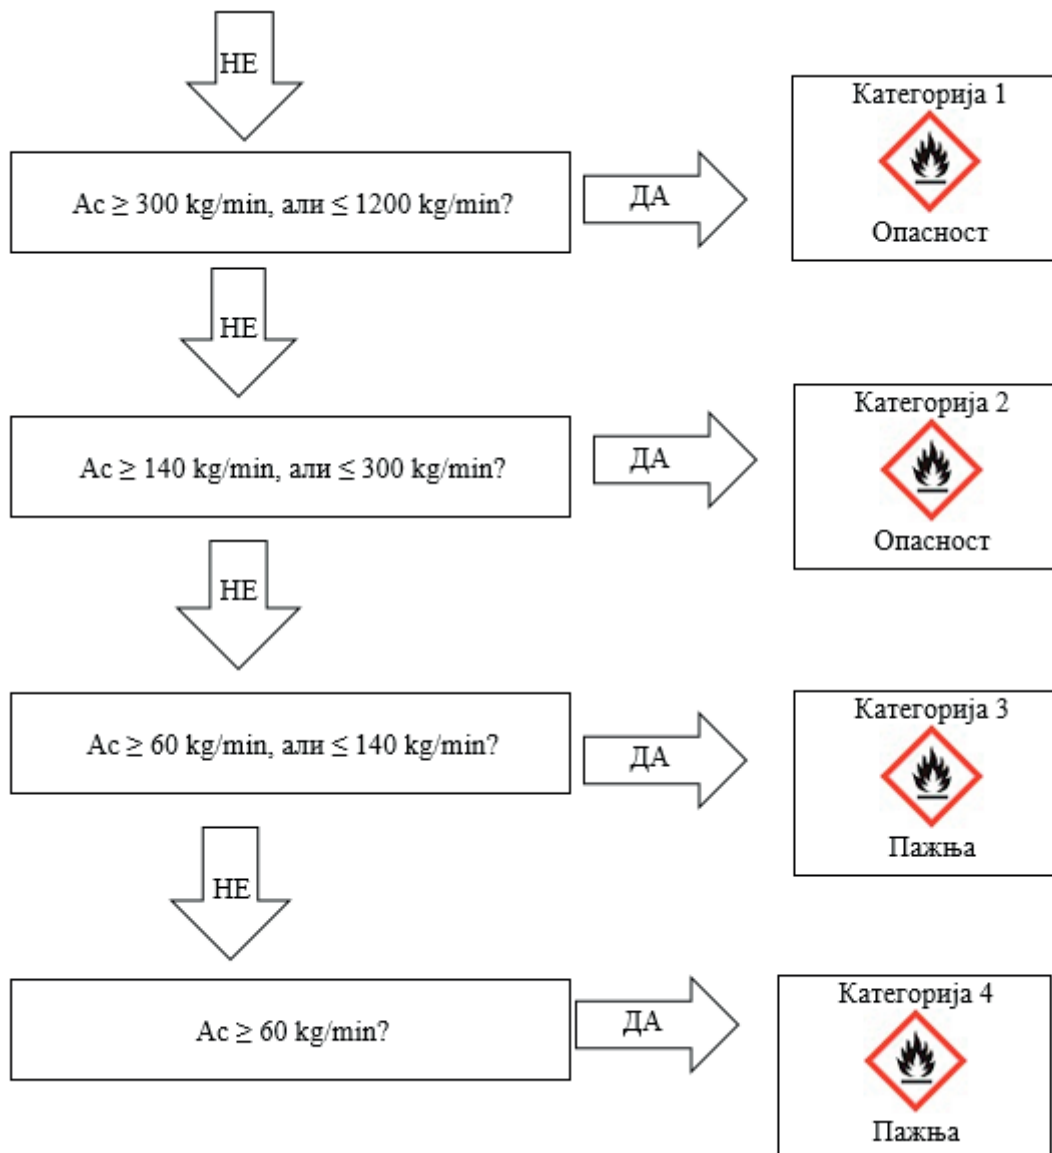 НЕ
Категорија 1
Ac ≥ 300 kg/min, али ≤ 1200 kg/min?
ДА
Опасност
НЕ
Категорија 2
Ac ≥ 140 kg/min, али ≤ 300 kg/min?
ДА
Опасност
НЕ
Категорија 3
Ac ≥ 60 kg/min, али ≤ 140 kg/min?
ДА
Пажња
НЕ
Категорија 4
Ac ≥ 60 kg/min?
ДА
Пажња